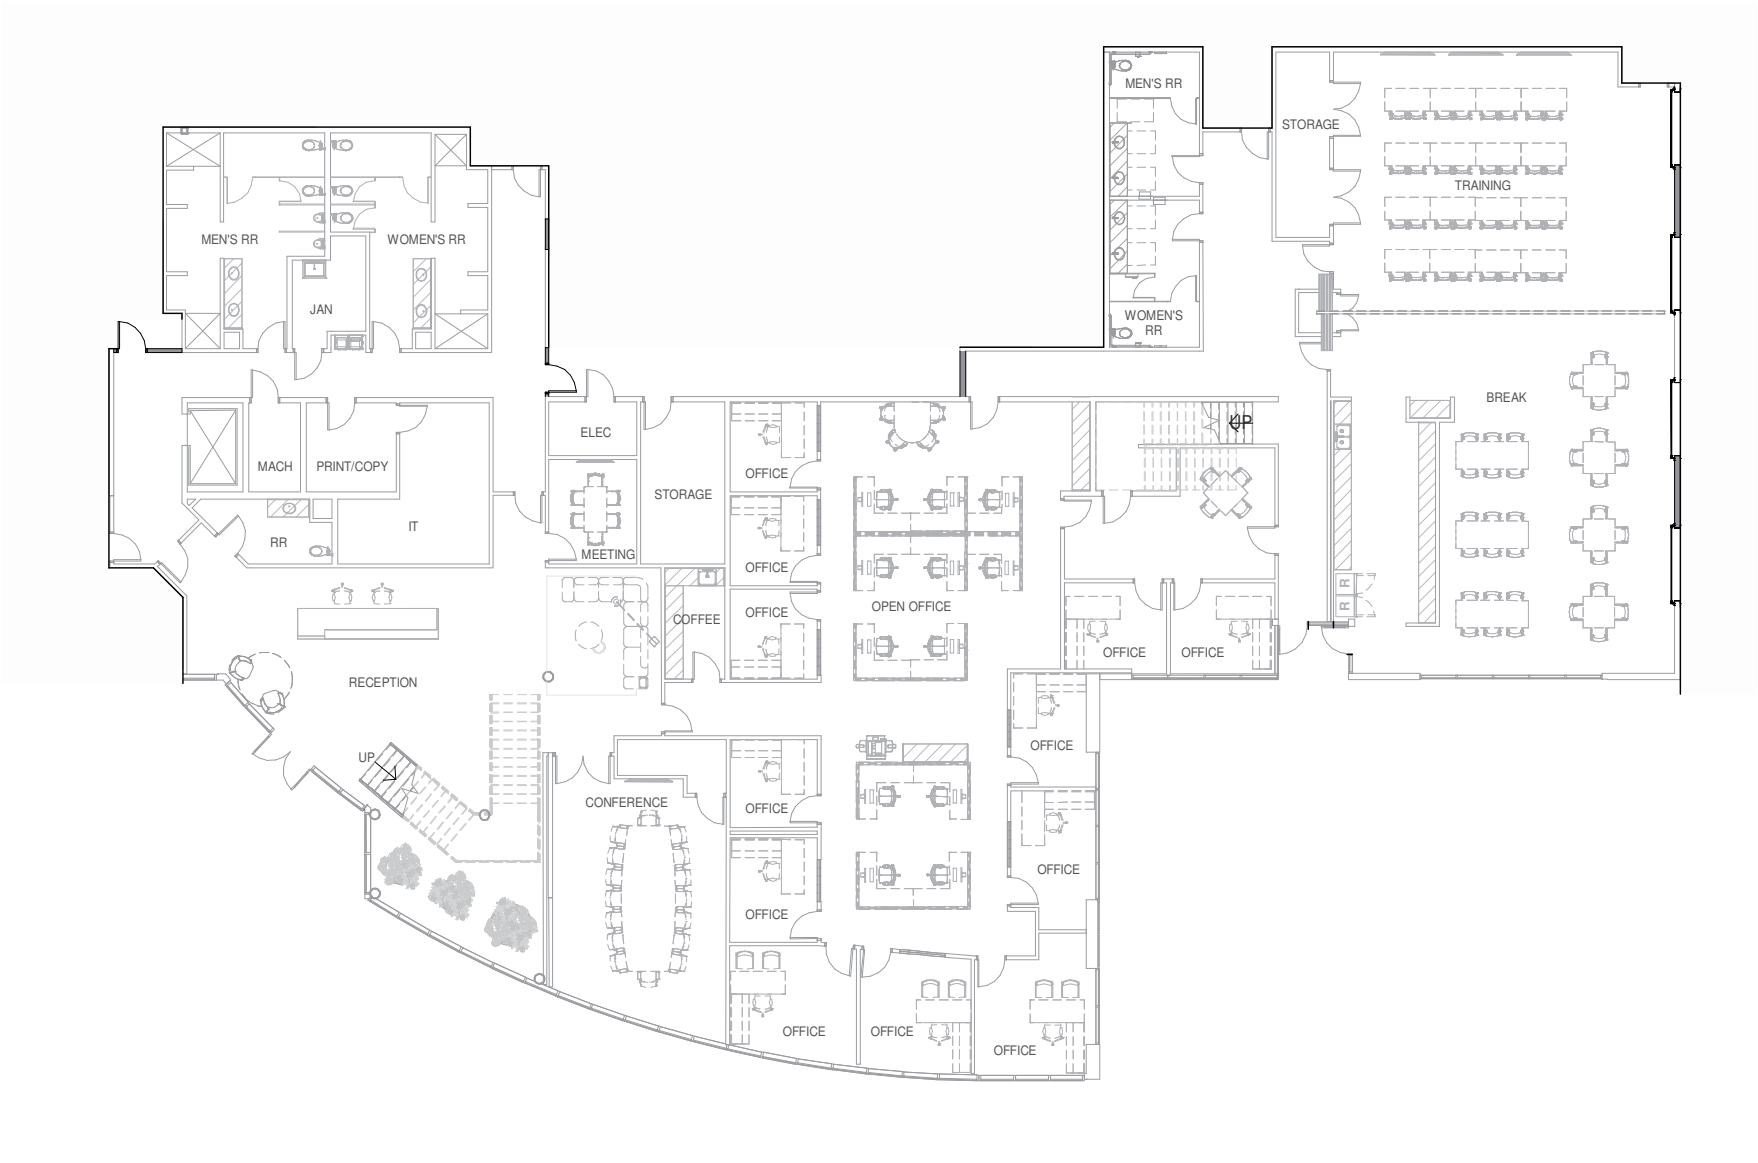 MEN'S RR
STORAGE
TRAINING
MEN'S RR
WOMEN'S RR
JAN
WOMEN'S
RR
BREAK
UP
ELEC
MACH
PRINT/COPY
OFFICE
STORAGE
IT
RR
MEETING
OFFICE
R
R
OPEN OFFICE
OFFICE
COFFEE
OFFICE
OFFICE
RECEPTION
OFFICE
UP
CONFERENCE
OFFICE
OFFICE
OFFICE
OFFICE
OFFICE
OFFICE